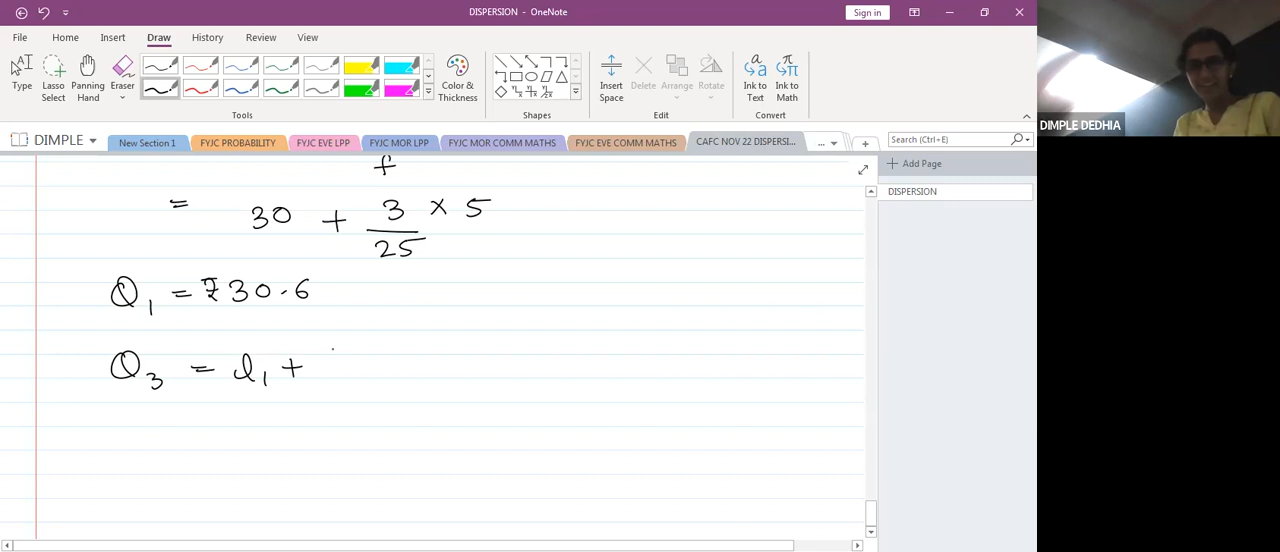 DISPERSION - OneNote
Sign in
File Home Insert Draw History Review View
Type Lasso Select Panning Hand Eraser Color & Thickness Insert Space Delete Arrange Rotate Ink to Text Ink to Math
Tools Shapes Edit Convert
DIMPLE DEDHIA
DIMPLE New Section 1 FYJC PROBABILITY FYJC EVE LPP FYJC MOR LPP FYJC MOR COMM MATHS FYJC EVE COMM MATHS CAFC NOV 22 DISPERSI... ... Search (Ctrl+E)
Add Page
DISPERSION
f
= 30 + 3/25 × 5
Q₁ = ₹30.6
Q₃ = l₁ +